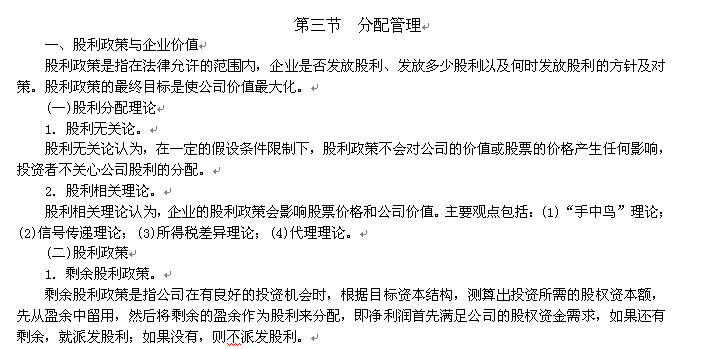 第三节　分配管理
一、股利政策与企业价值
股利政策是指在法律允许的范围内，企业是否发放股利、发放多少股利以及何时发放股利的方针及对
策。股利政策的最终目标是使公司价值最大化。
(一)股利分配理论
1. 股利无关论。
股利无关论认为，在一定的假设条件限制下，股利政策不会对公司的价值或股票的价格产生任何影响，
投资者不关心公司股利的分配。
2. 股利相关理论。
股利相关理论认为，企业的股利政策会影响股票价格和公司价值。主要观点包括：(1)“手中鸟”理论；
(2)信号传递理论；(3)所得税差异理论；(4)代理理论。
(二)股利政策
1. 剩余股利政策。
剩余股利政策是指公司在有良好的投资机会时，根据目标资本结构，测算出投资所需的股权资本额，
先从盈余中留用，然后将剩余的盈余作为股利来分配，即净利润首先满足公司的股权资金需求，如果还有
剩余，就派发股利；如果没有，则不派发股利。